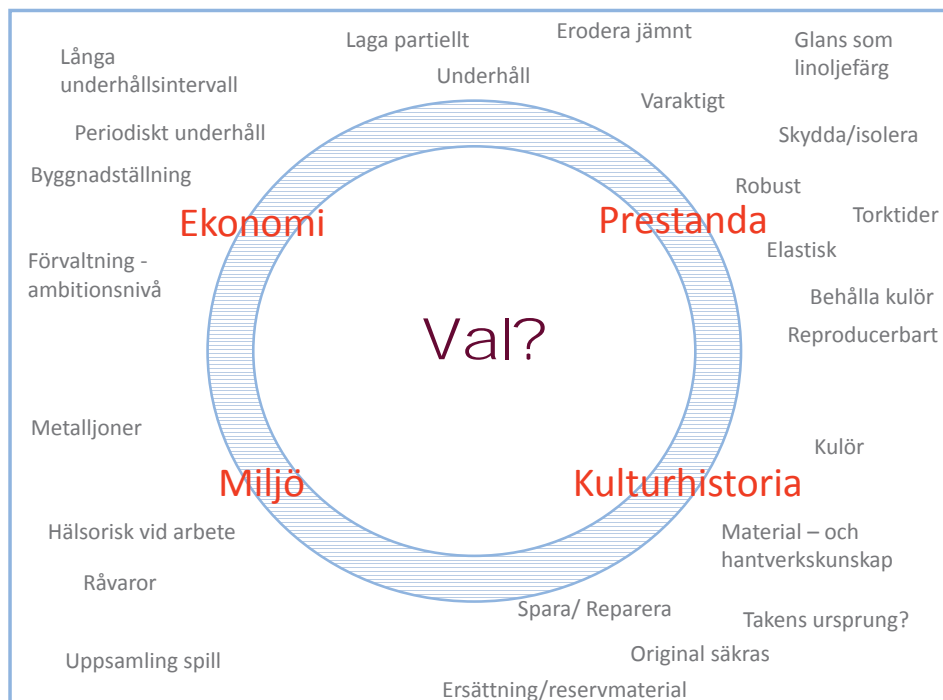 Långa
underhållsintervall
Laga partiellt
Erodera jämnt
Glans som
linoljefärg
Underhåll
Varaktigt
Periodiskt underhåll
Skydda/isolera
Byggnadställning
Robust
Ekonomi
Prestanda
Torktider
Elastisk
Förvaltning -
ambitionsnivå
Behålla kulör
Val?
Reproducerbart
Metalljoner
Kulör
Miljö
Kulturhistoria
Hälsorisk vid arbete
Material – och
hantverkskunskap
Råvaror
Spara/ Reparera
Takens ursprung?
Uppsamling spill
Original säkras
Ersättning/reservmaterial